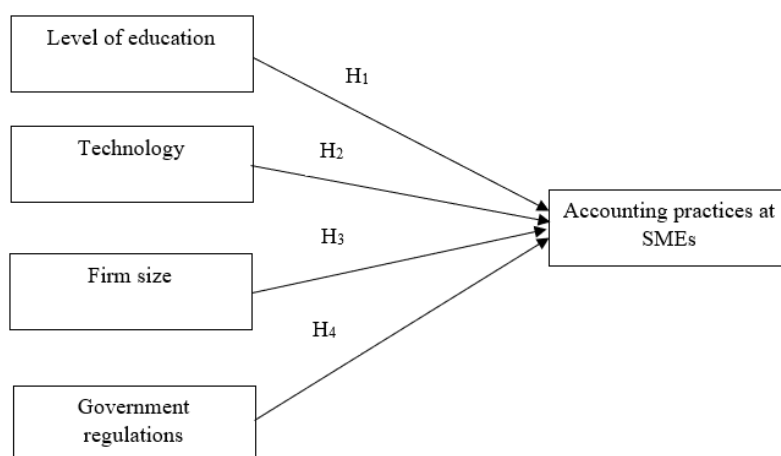 Level of education
H₁
Technology
H₂
Accounting practices at
SMEs
H₃
Firm size
H₄
Government
regulations